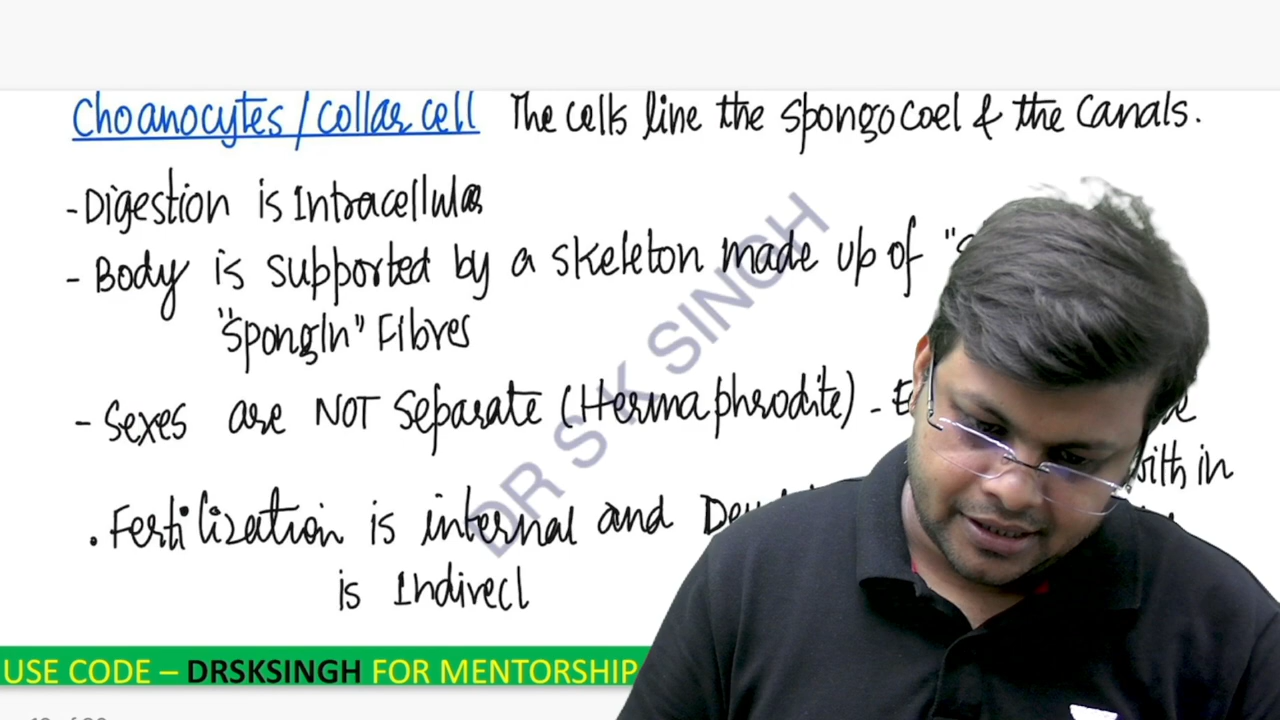 Choanocytes / collar cell The cells line the spongocoel & the canals.
- Digestion is Intracellular
- Body is supported by a skeleton made up of "
"Spongin" Fibres
- Sexes are NOT Separate (Hermaphrodite) -
with in
. Fertilization is internal and
is Indirect
DR S K SINGH
USE CODE – DRSKSINGH FOR MENTORSHIP